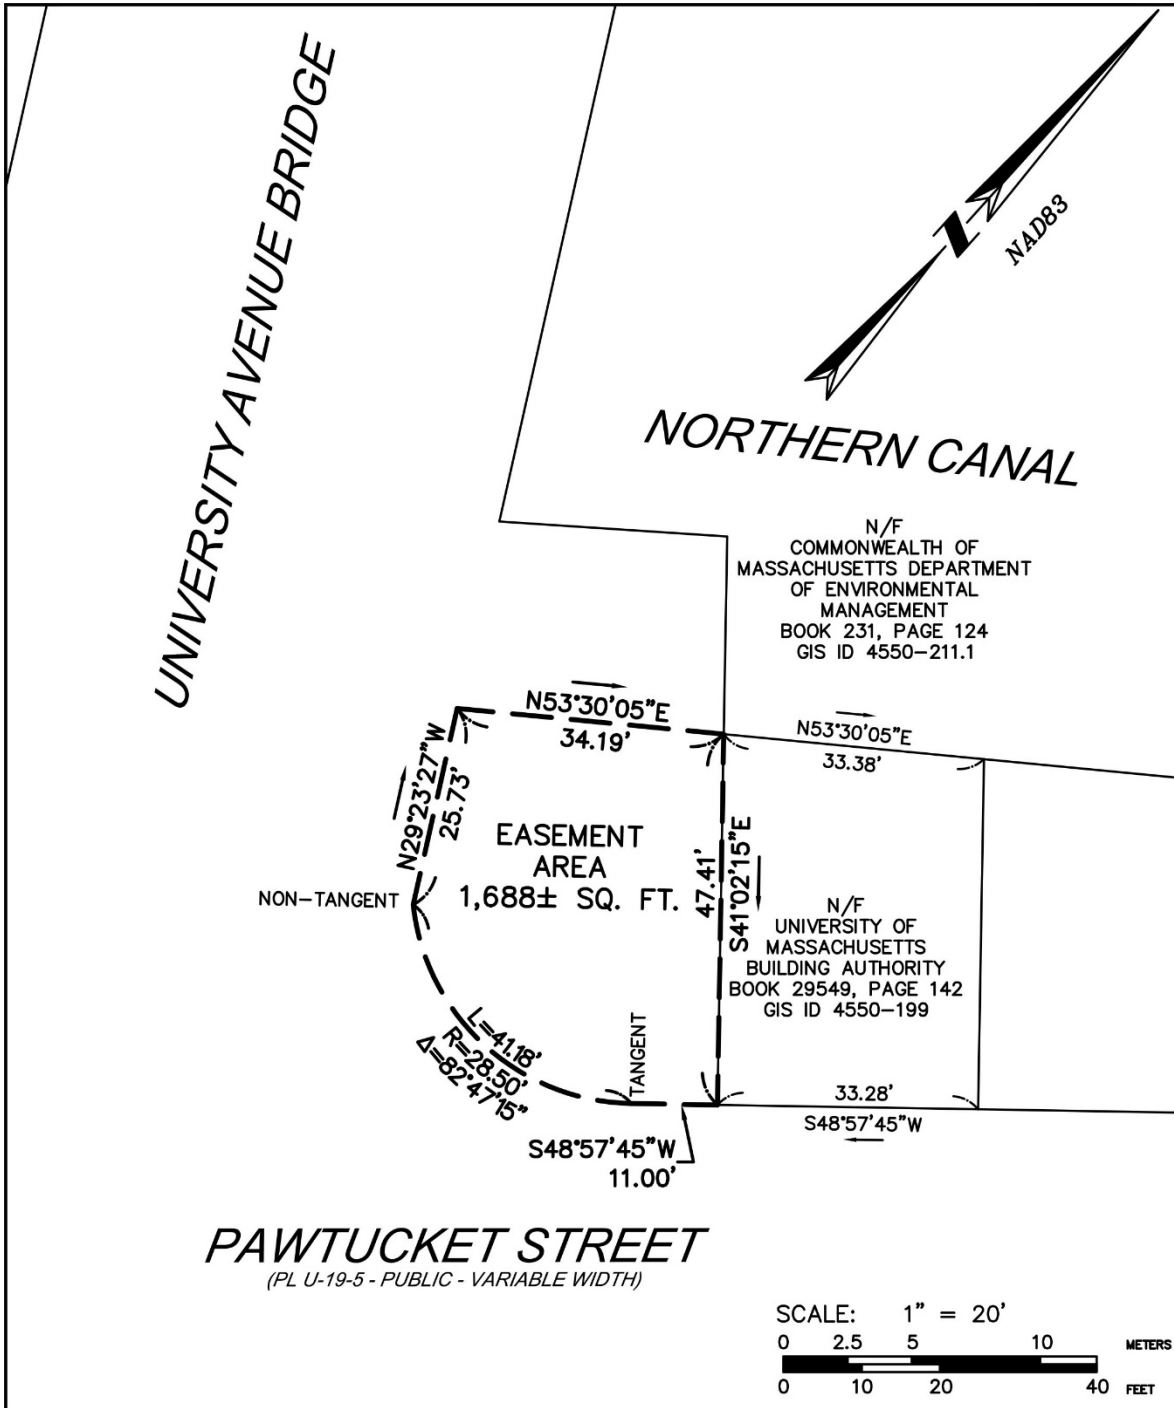 UNIVERSITY AVENUE BRIDGE
NAD83
NORTHERN CANAL
N/F
COMMONWEALTH OF
MASSACHUSETTS DEPARTMENT
OF ENVIRONMENTAL
MANAGEMENT
BOOK 231, PAGE 124
GIS ID 4550-211.1
N53°30'05"E
34.19'
N53°30'05"E
33.38'
N29°23'27"W
25.73'
EASEMENT
AREA
1,688± SQ. FT.
47.41'
S41°02'15"E
NON-TANGENT
N/F
UNIVERSITY OF
MASSACHUSETTS
BUILDING AUTHORITY
BOOK 29549, PAGE 142
GIS ID 4550-199
L=41.18'
R=28.50'
Δ=82°47'15"
TANGENT
33.28'
S48°57'45"W
S48°57'45"W
11.00'
PAWTUCKET STREET
(PL U-19-5 - PUBLIC - VARIABLE WIDTH)
SCALE: 1" = 20'
0 2.5 5 10 METERS
0 10 20 40 FEET